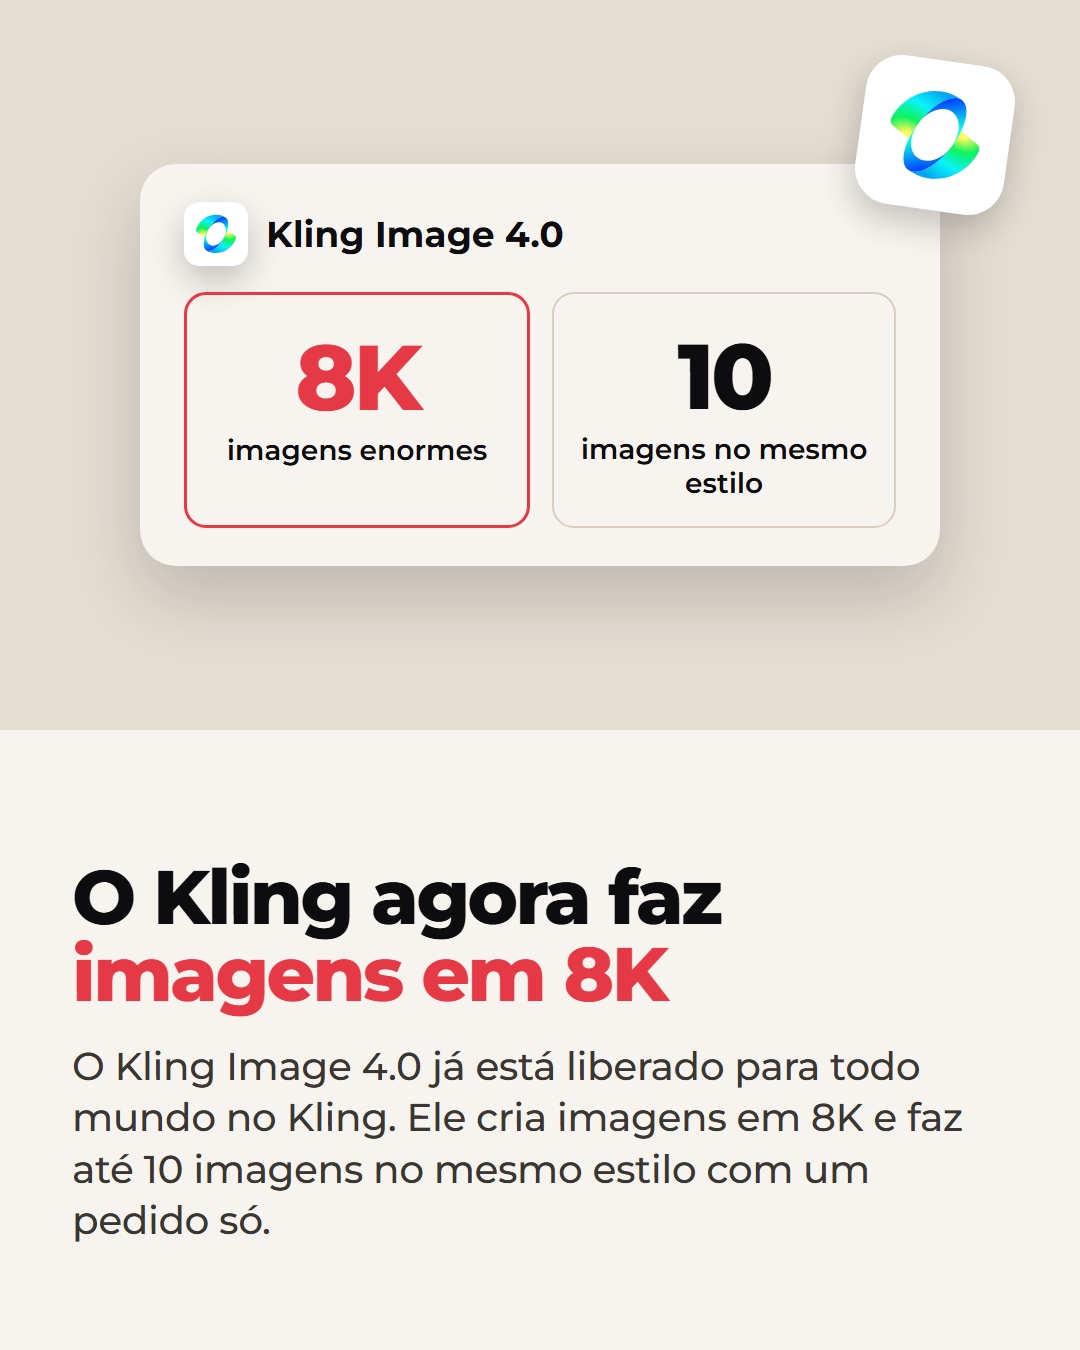 Kling Image 4.0
8K
imagens enormes
10
imagens no mesmo
estilo
O Kling agora faz
imagens em 8K
O Kling Image 4.0 já está liberado para todo
mundo no Kling. Ele cria imagens em 8K e faz
até 10 imagens no mesmo estilo com um
pedido só.